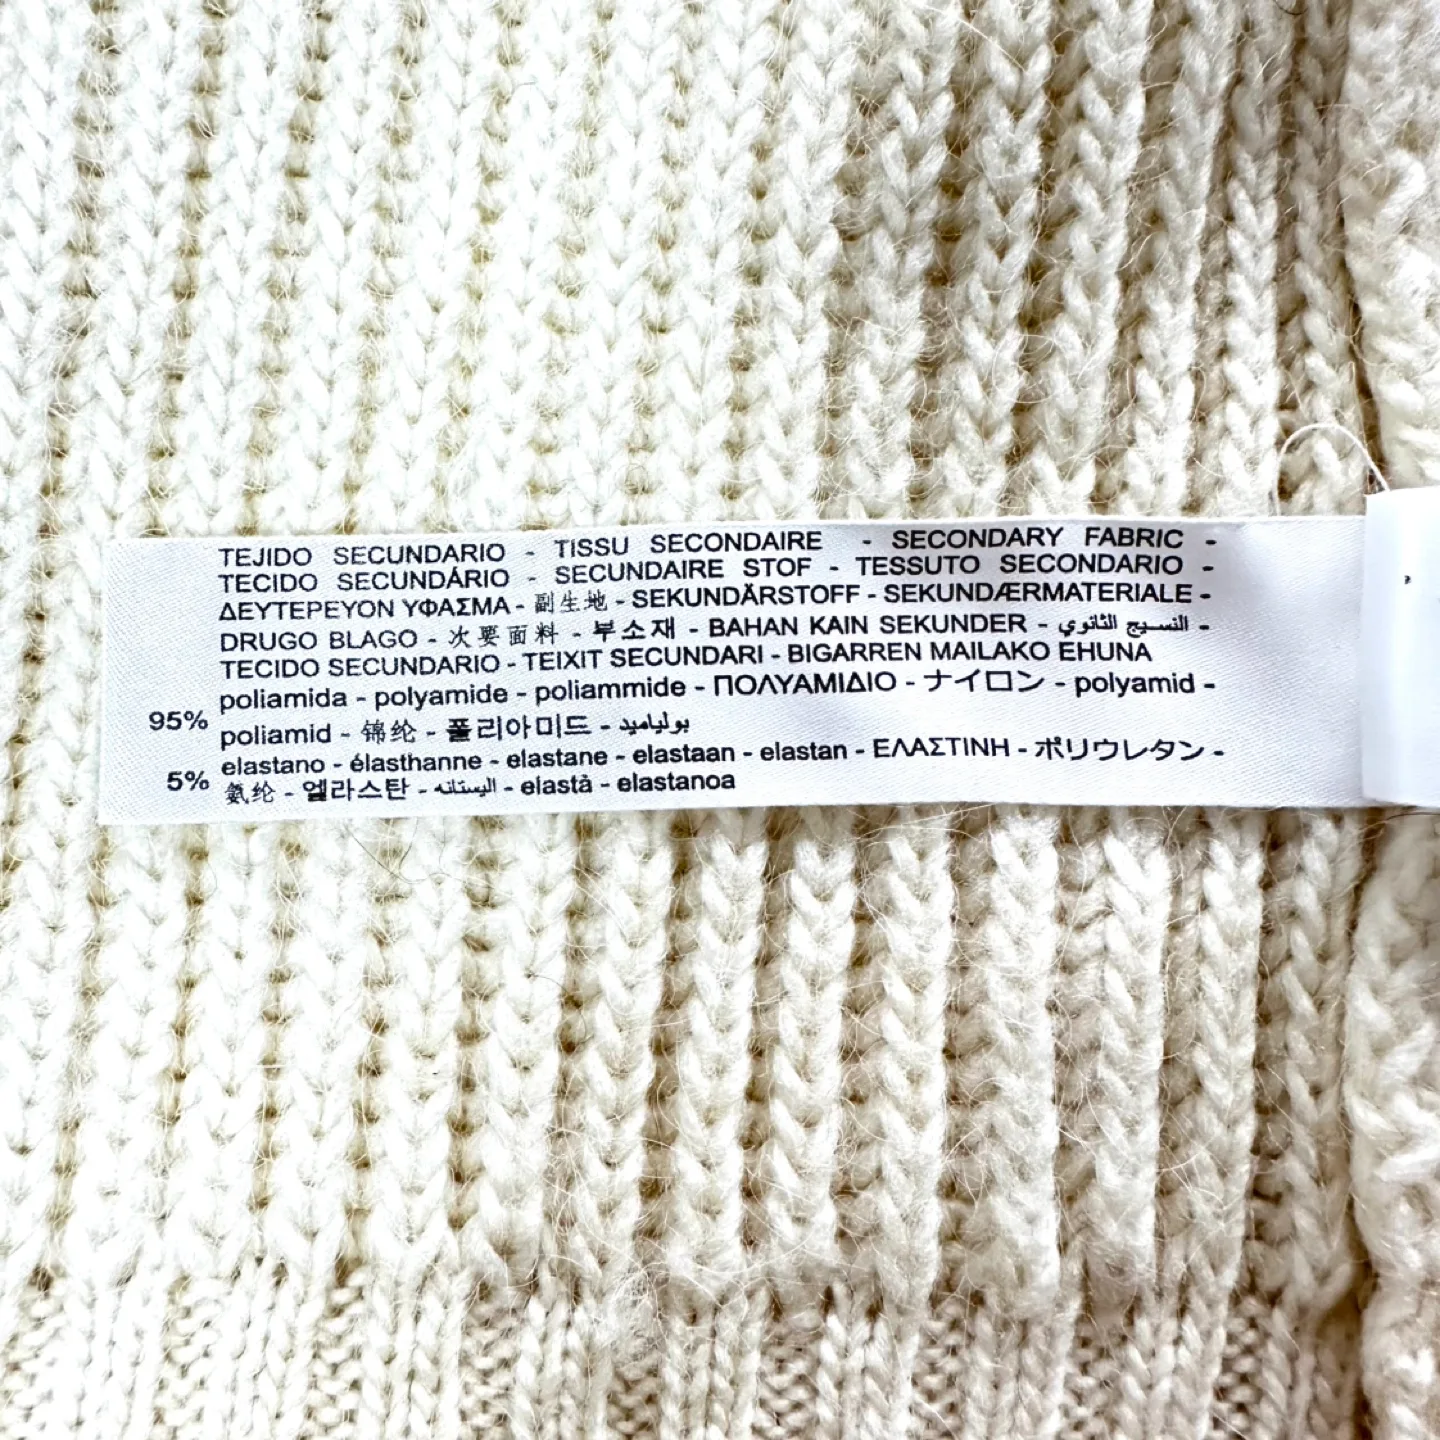 TEJIDO SECUNDARIO - TISSU SECONDAIRE - SECONDARY FABRIC -
TECIDO SECUNDÁRIO - SECUNDAIRE STOF - TESSUTO SECONDARIO -
ΔΕΥΤΕΡΕΥΟΝ ΥΦΑΣΜΑ - 副生地 - SEKUNDÄRSTOFF - SEKUNDÆRMATERIALE -
DRUGO BLAGO - 次要面料 - 부소재 - BAHAN KAIN SEKUNDER - النسيج الثانوي -
TECIDO SECUNDARIO - TEIXIT SECUNDARI - BIGARREN MAILAKO EHUNA
95% poliamida - polyamide - poliammide - ΠΟΛΥΑΜΙΔΙΟ - ナイロン - polyamid -
poliamid - 锦纶 - 폴리아미드 - بولياميد
5% elastano - élasthanne - elastane - elastaan - elastan - ΕΛΑΣΤΙΝΗ - ポリウレタン -
氨纶 - 엘라스탄 - اليستانه - elastà - elastanoa